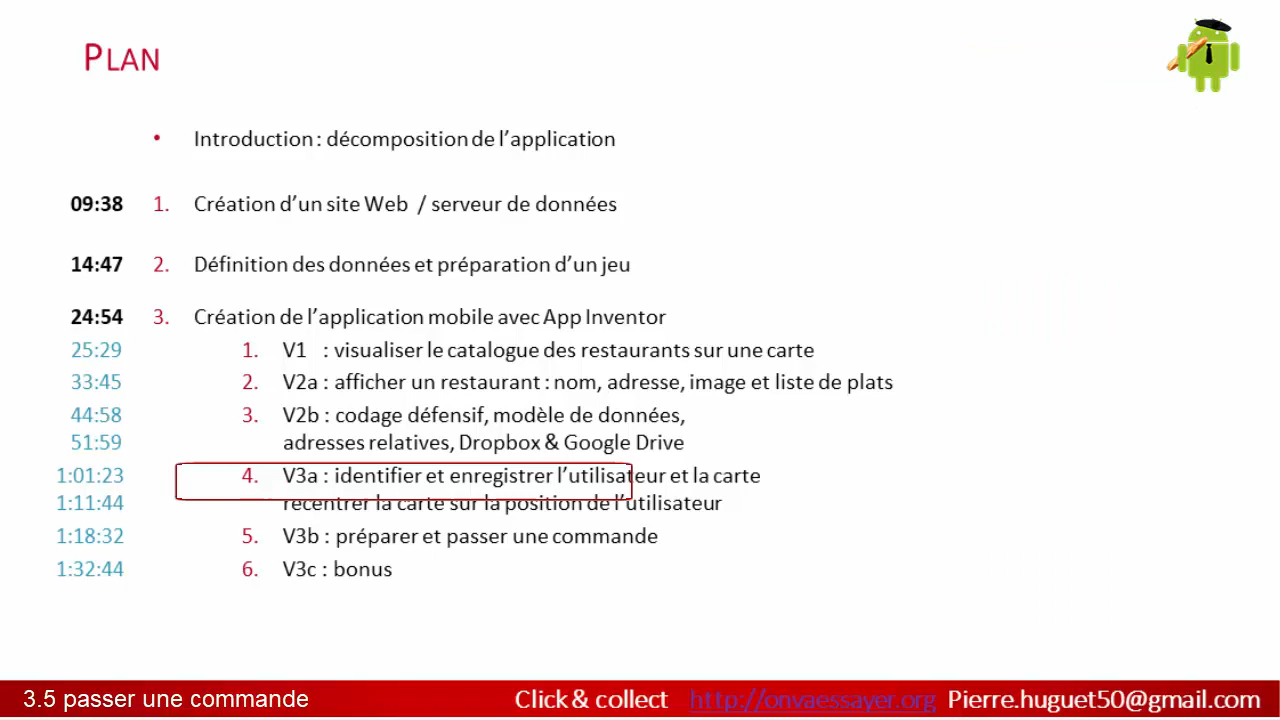 PLAN
• Introduction : décomposition de l'application
09:38 1. Création d'un site Web / serveur de données
14:47 2. Définition des données et préparation d'un jeu
24:54 3. Création de l'application mobile avec App Inventor
25:29 1. V1 : visualiser le catalogue des restaurants sur une carte
33:45 2. V2a : afficher un restaurant : nom, adresse, image et liste de plats
44:58 3. V2b : codage défensif, modèle de données,
51:59 adresses relatives, Dropbox & Google Drive
1:01:23 4. V3a : identifier et enregistrer l'utilisateur et la carte
1:11:44 recentrer la carte sur la position de l'utilisateur
1:18:32 5. V3b : préparer et passer une commande
1:32:44 6. V3c : bonus
3.5 passer une commande Click & collect http://onvaessayer.org Pierre.huguet50@gmail.com